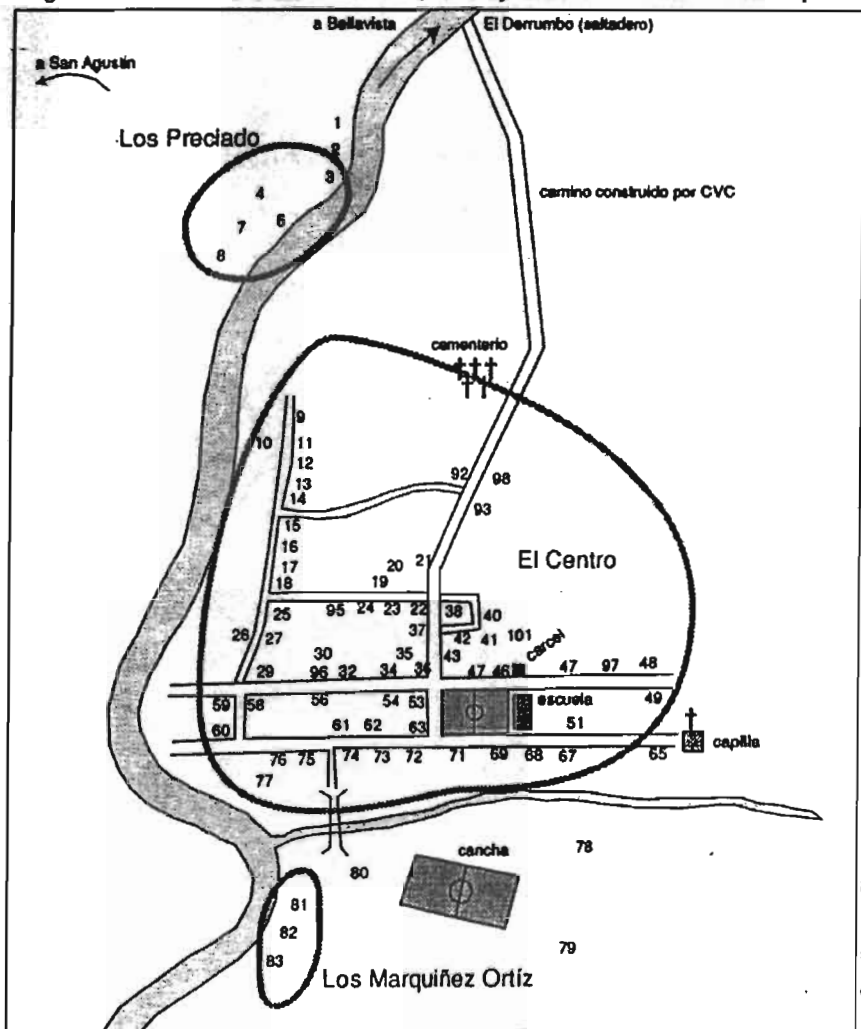 a Bellavista
El Derrumbo (saltadero)
a San Agustin
1
Los Preciado
2
3
4
camino construido por CVC
6
7
8
cementerio
9
10 11
12
92 98
13
14
93
15
16
21
El Centro
20
17
18 19
25 95 24 23 22 38 40
37
26 27 42 41 101
30 35 43 carcel
29 96 32 34 36 47 46 47 97 48
59 58 56 54 53 escuela 49
60 61 62 63 51
capilla
76 75 74 73 72 71 69 68 67 65
77
78
cancha
80
81
82
79
83
Los Marquiñez Ortíz